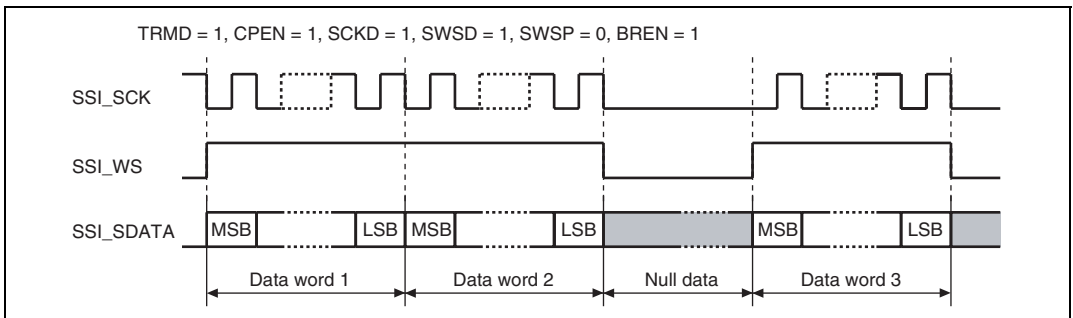 TRMD = 1, CPEN = 1, SCKD = 1, SWSD = 1, SWSP = 0, BREN = 1
SSI_SCK
SSI_WS
SSI_SDATA MSB LSB MSB LSB MSB LSB
Data word 1 Data word 2 Null data Data word 3